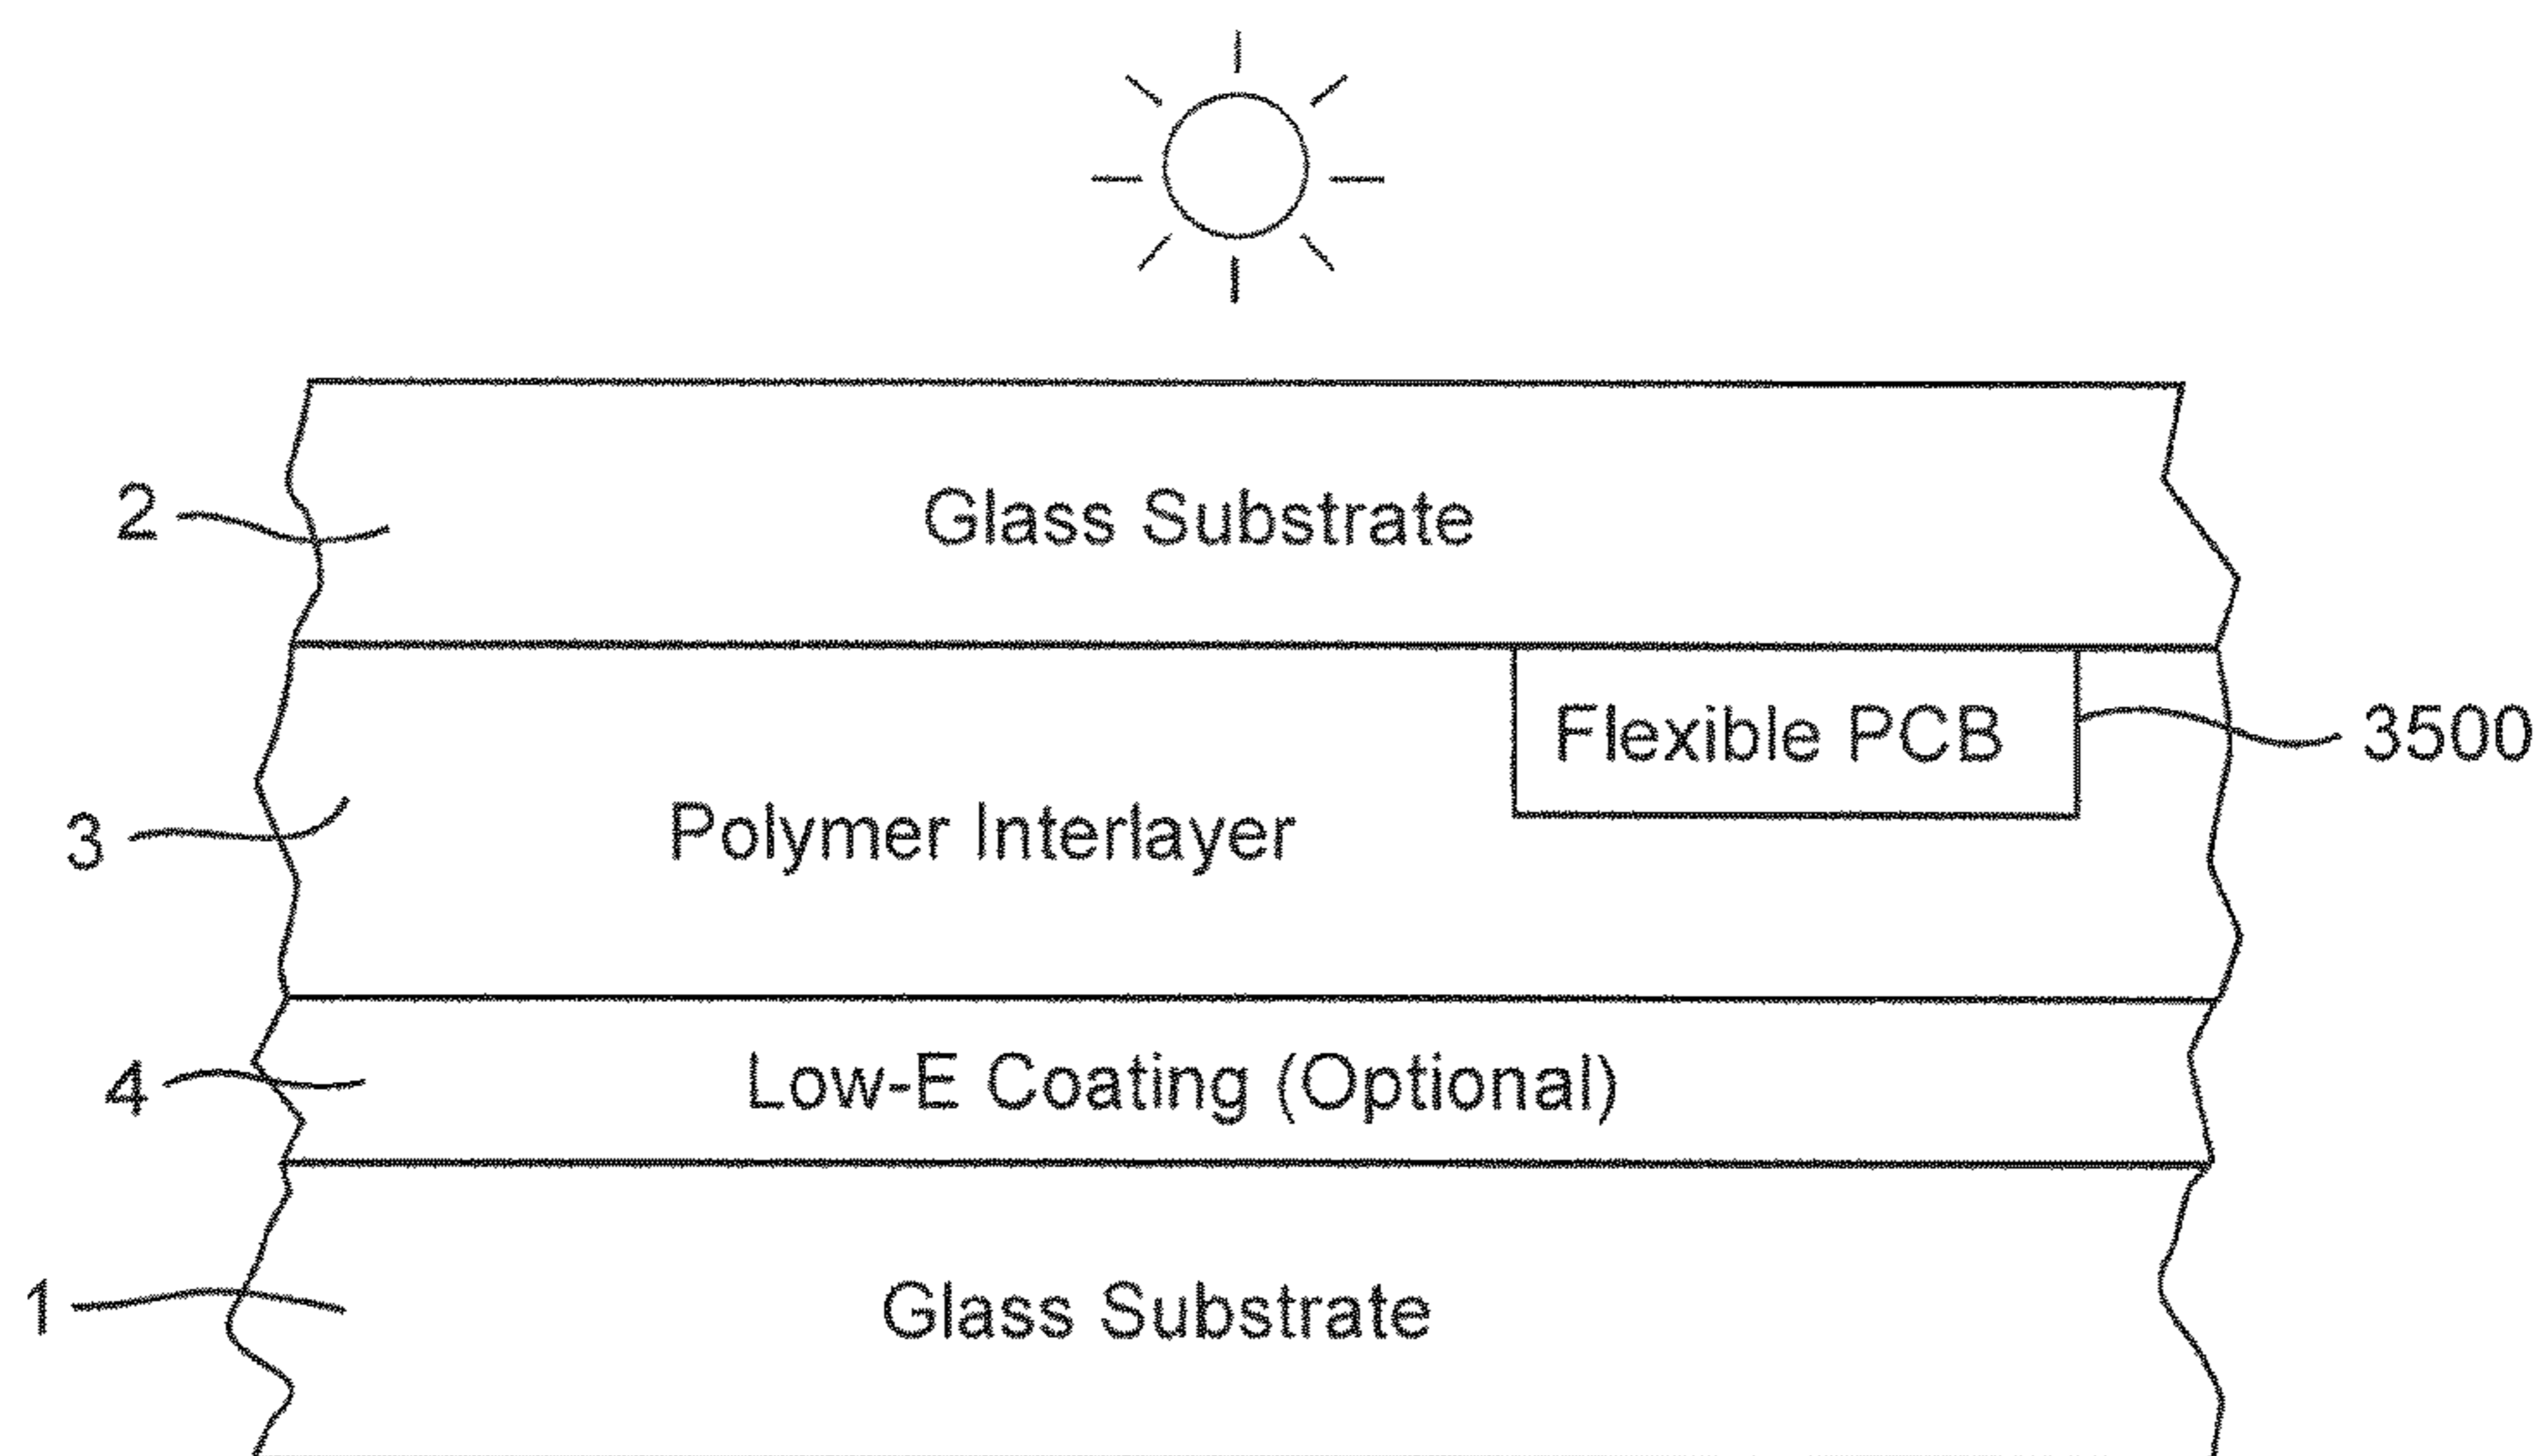 2
Glass Substrate
Flexible PCB
3500
3
Polymer Interlayer
4
Low-E Coating (Optional)
1
Glass Substrate